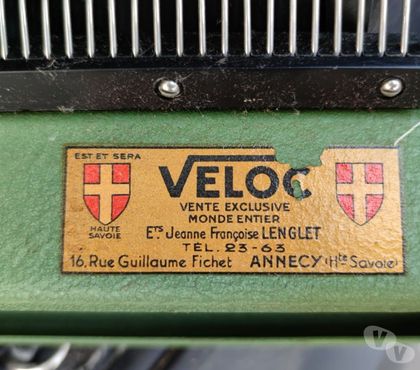 EST ET SERA
VELOC
VENTE EXCLUSIVE
MONDE ENTIER
HAUTE
SAVOIE
ETS Jeanne Françoise LENGLET
TÉL. 23-63
16, Rue Guillaume Fichet ANNECY (Hte Savoie)
Vivastreet